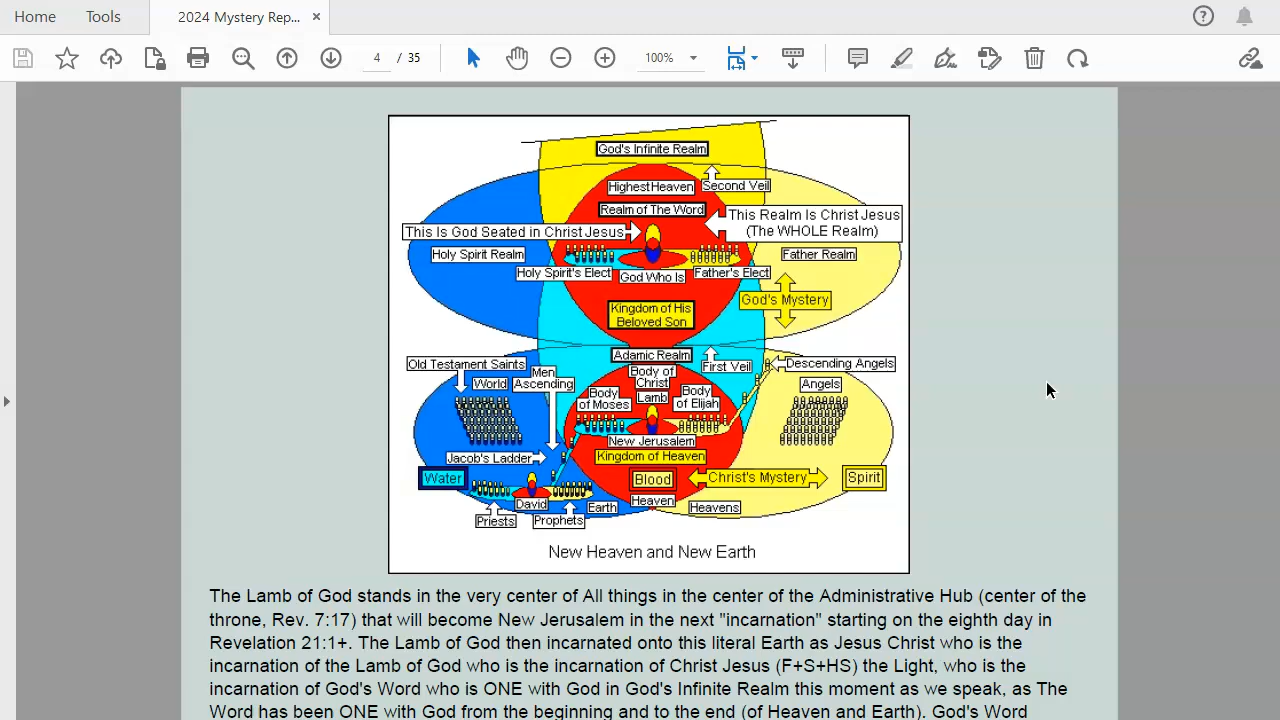 Home
Tools
2024 Mystery Rep...
4 / 35
100%
God's Infinite Realm
Highest Heaven
Second Veil
Realm of The Word
This Realm Is Christ Jesus
(The WHOLE Realm)
This Is God Seated in Christ Jesus
Holy Spirit Realm
Father Realm
Holy Spirit's Elect
God Who Is
Father's Elect
God's Mystery
Kingdom of His
Beloved Son
Adamic Realm
Old Testament Saints
First Veil
Descending Angels
Men
Ascending
World
Body of
Christ
Lamb
Angels
Body
of Moses
Body
of Elijah
New Jerusalem
Jacob's Ladder
Kingdom of Heaven
Water
Blood
Christ's Mystery
Spirit
David
Heaven
Earth
Heavens
Priests
Prophets
New Heaven and New Earth
The Lamb of God stands in the very center of All things in the center of the Administrative Hub (center of the
throne, Rev. 7:17) that will become New Jerusalem in the next "incarnation" starting on the eighth day in
Revelation 21:1+. The Lamb of God then incarnated onto this literal Earth as Jesus Christ who is the
incarnation of the Lamb of God who is the incarnation of Christ Jesus (F+S+HS) the Light, who is the
incarnation of God's Word who is ONE with God in God's Infinite Realm this moment as we speak, as The
Word has been ONE with God from the beginning and to the end (of Heaven and Earth). God's Word